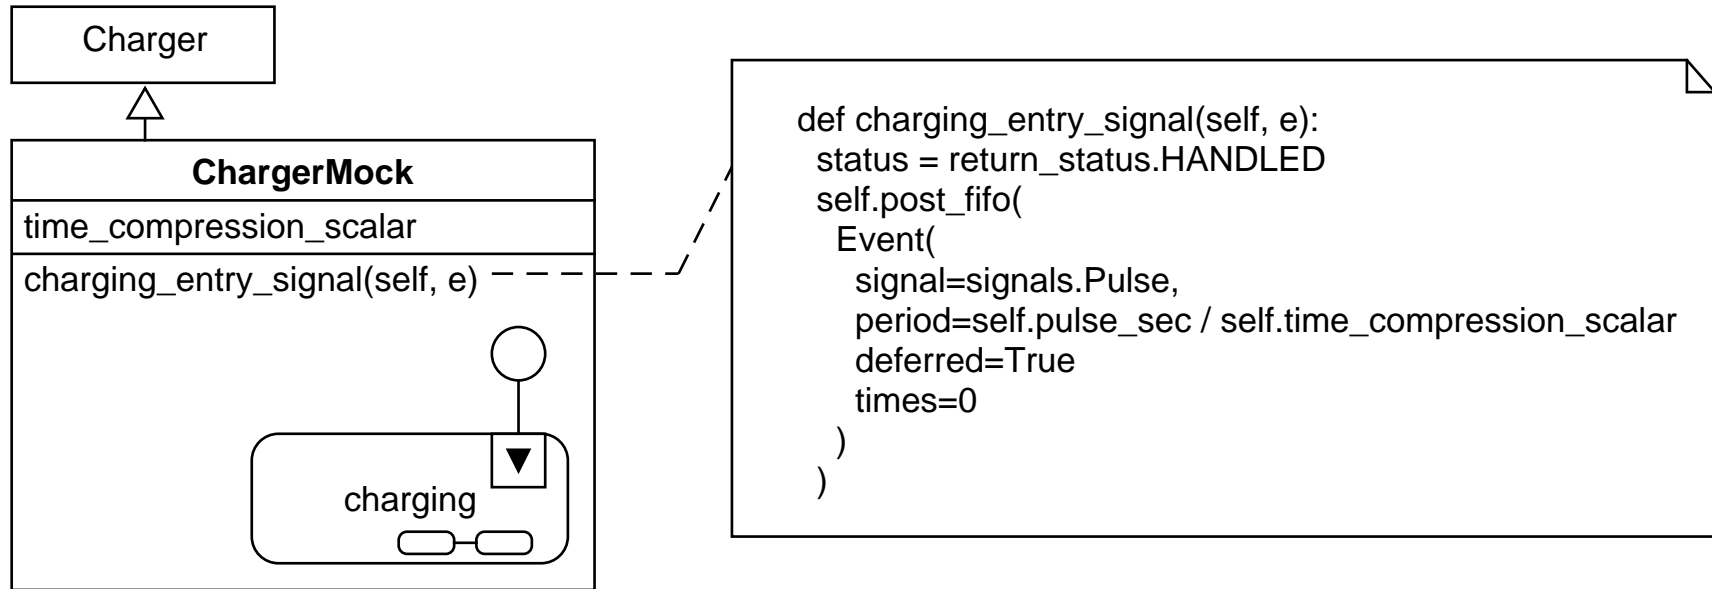 Charger
ChargerMock
time_compression_scalar
charging_entry_signal(self, e)
charging
def charging_entry_signal(self, e):
status = return_status.HANDLED
self.post_fifo(
Event(
signal=signals.Pulse,
period=self.pulse_sec / self.time_compression_scalar
deferred=True
times=0
)
)